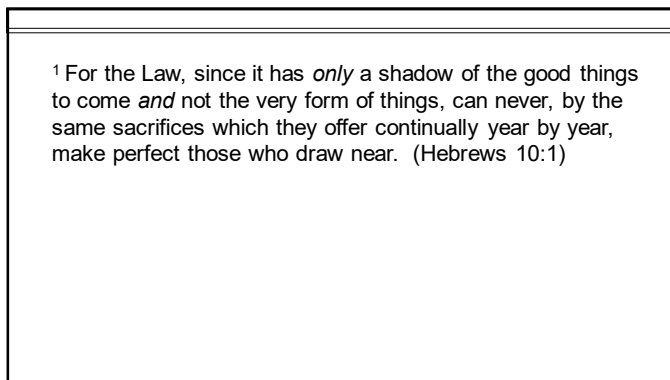 ¹ For the Law, since it has only a shadow of the good things
to come and not the very form of things, can never, by the
same sacrifices which they offer continually year by year,
make perfect those who draw near.  (Hebrews 10:1)